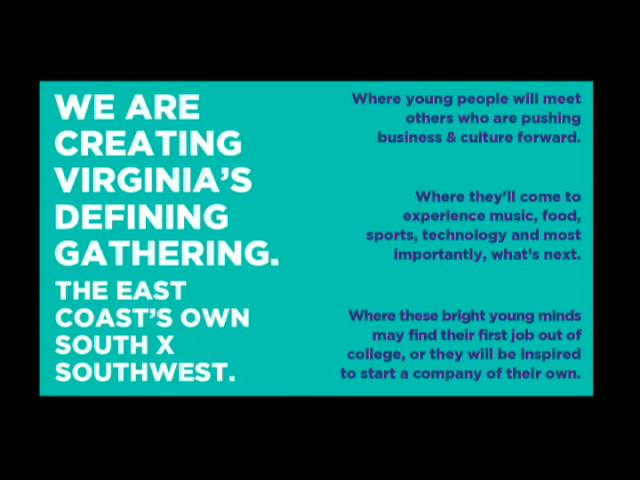 WE ARE
CREATING
VIRGINIA'S
DEFINING
GATHERING.
THE EAST
COAST'S OWN
SOUTH X
SOUTHWEST.
Where young people will meet
others who are pushing
business & culture forward.
Where they'll come to
experience music, food,
sports, technology and most
importantly, what's next.
Where these bright young minds
may find their first job out of
college, or they will be inspired
to start a company of their own.